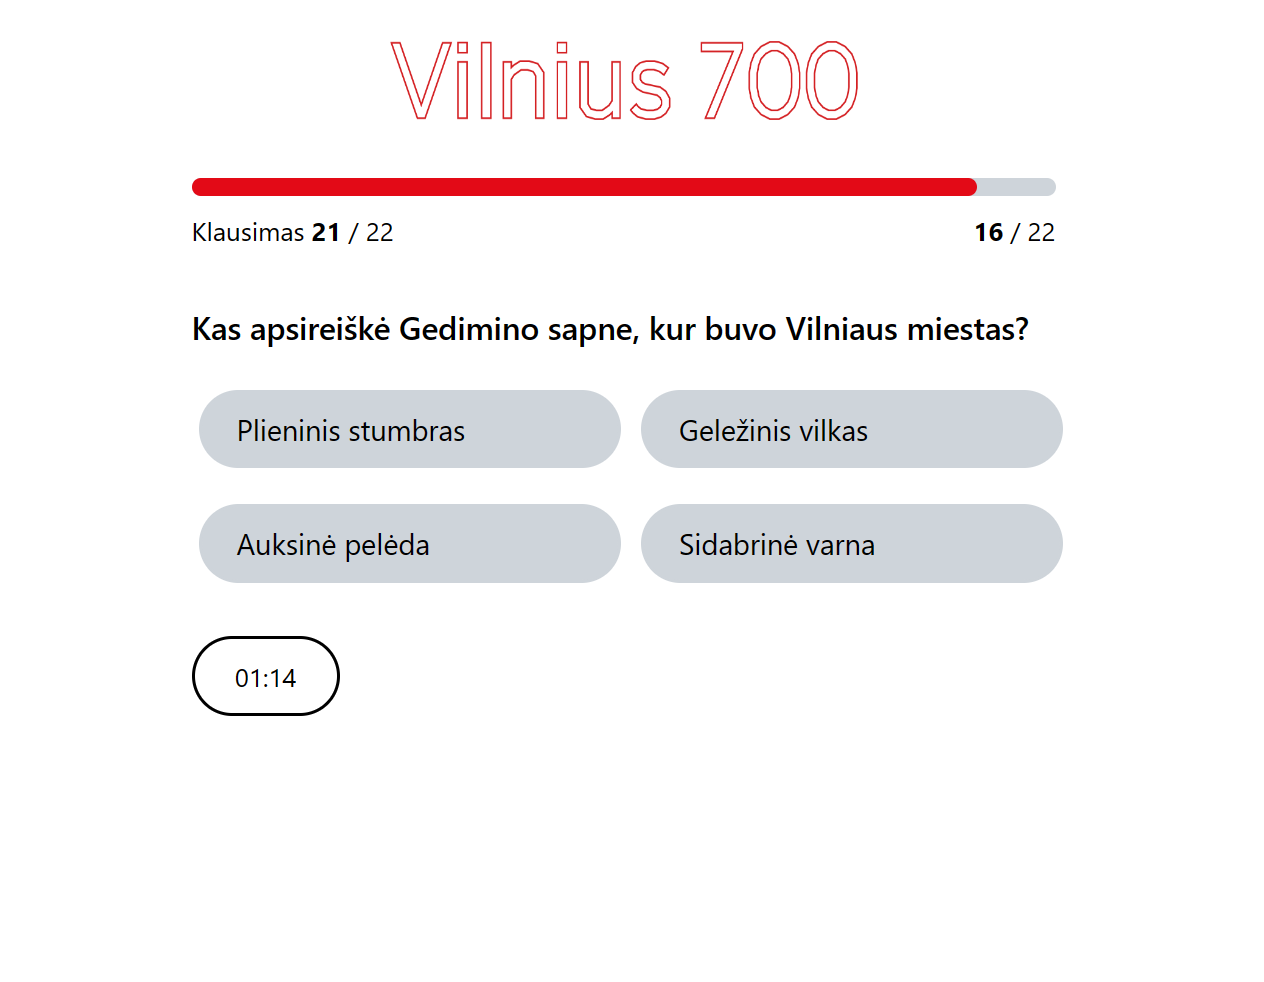 Vilnius 700
Klausimas 21 / 22
16 / 22
Kas apsireiškė Gedimino sapne, kur buvo Vilniaus miestas?
Plieninis stumbras
Geležinis vilkas
Auksinė pelėda
Sidabrinė varna
01:14